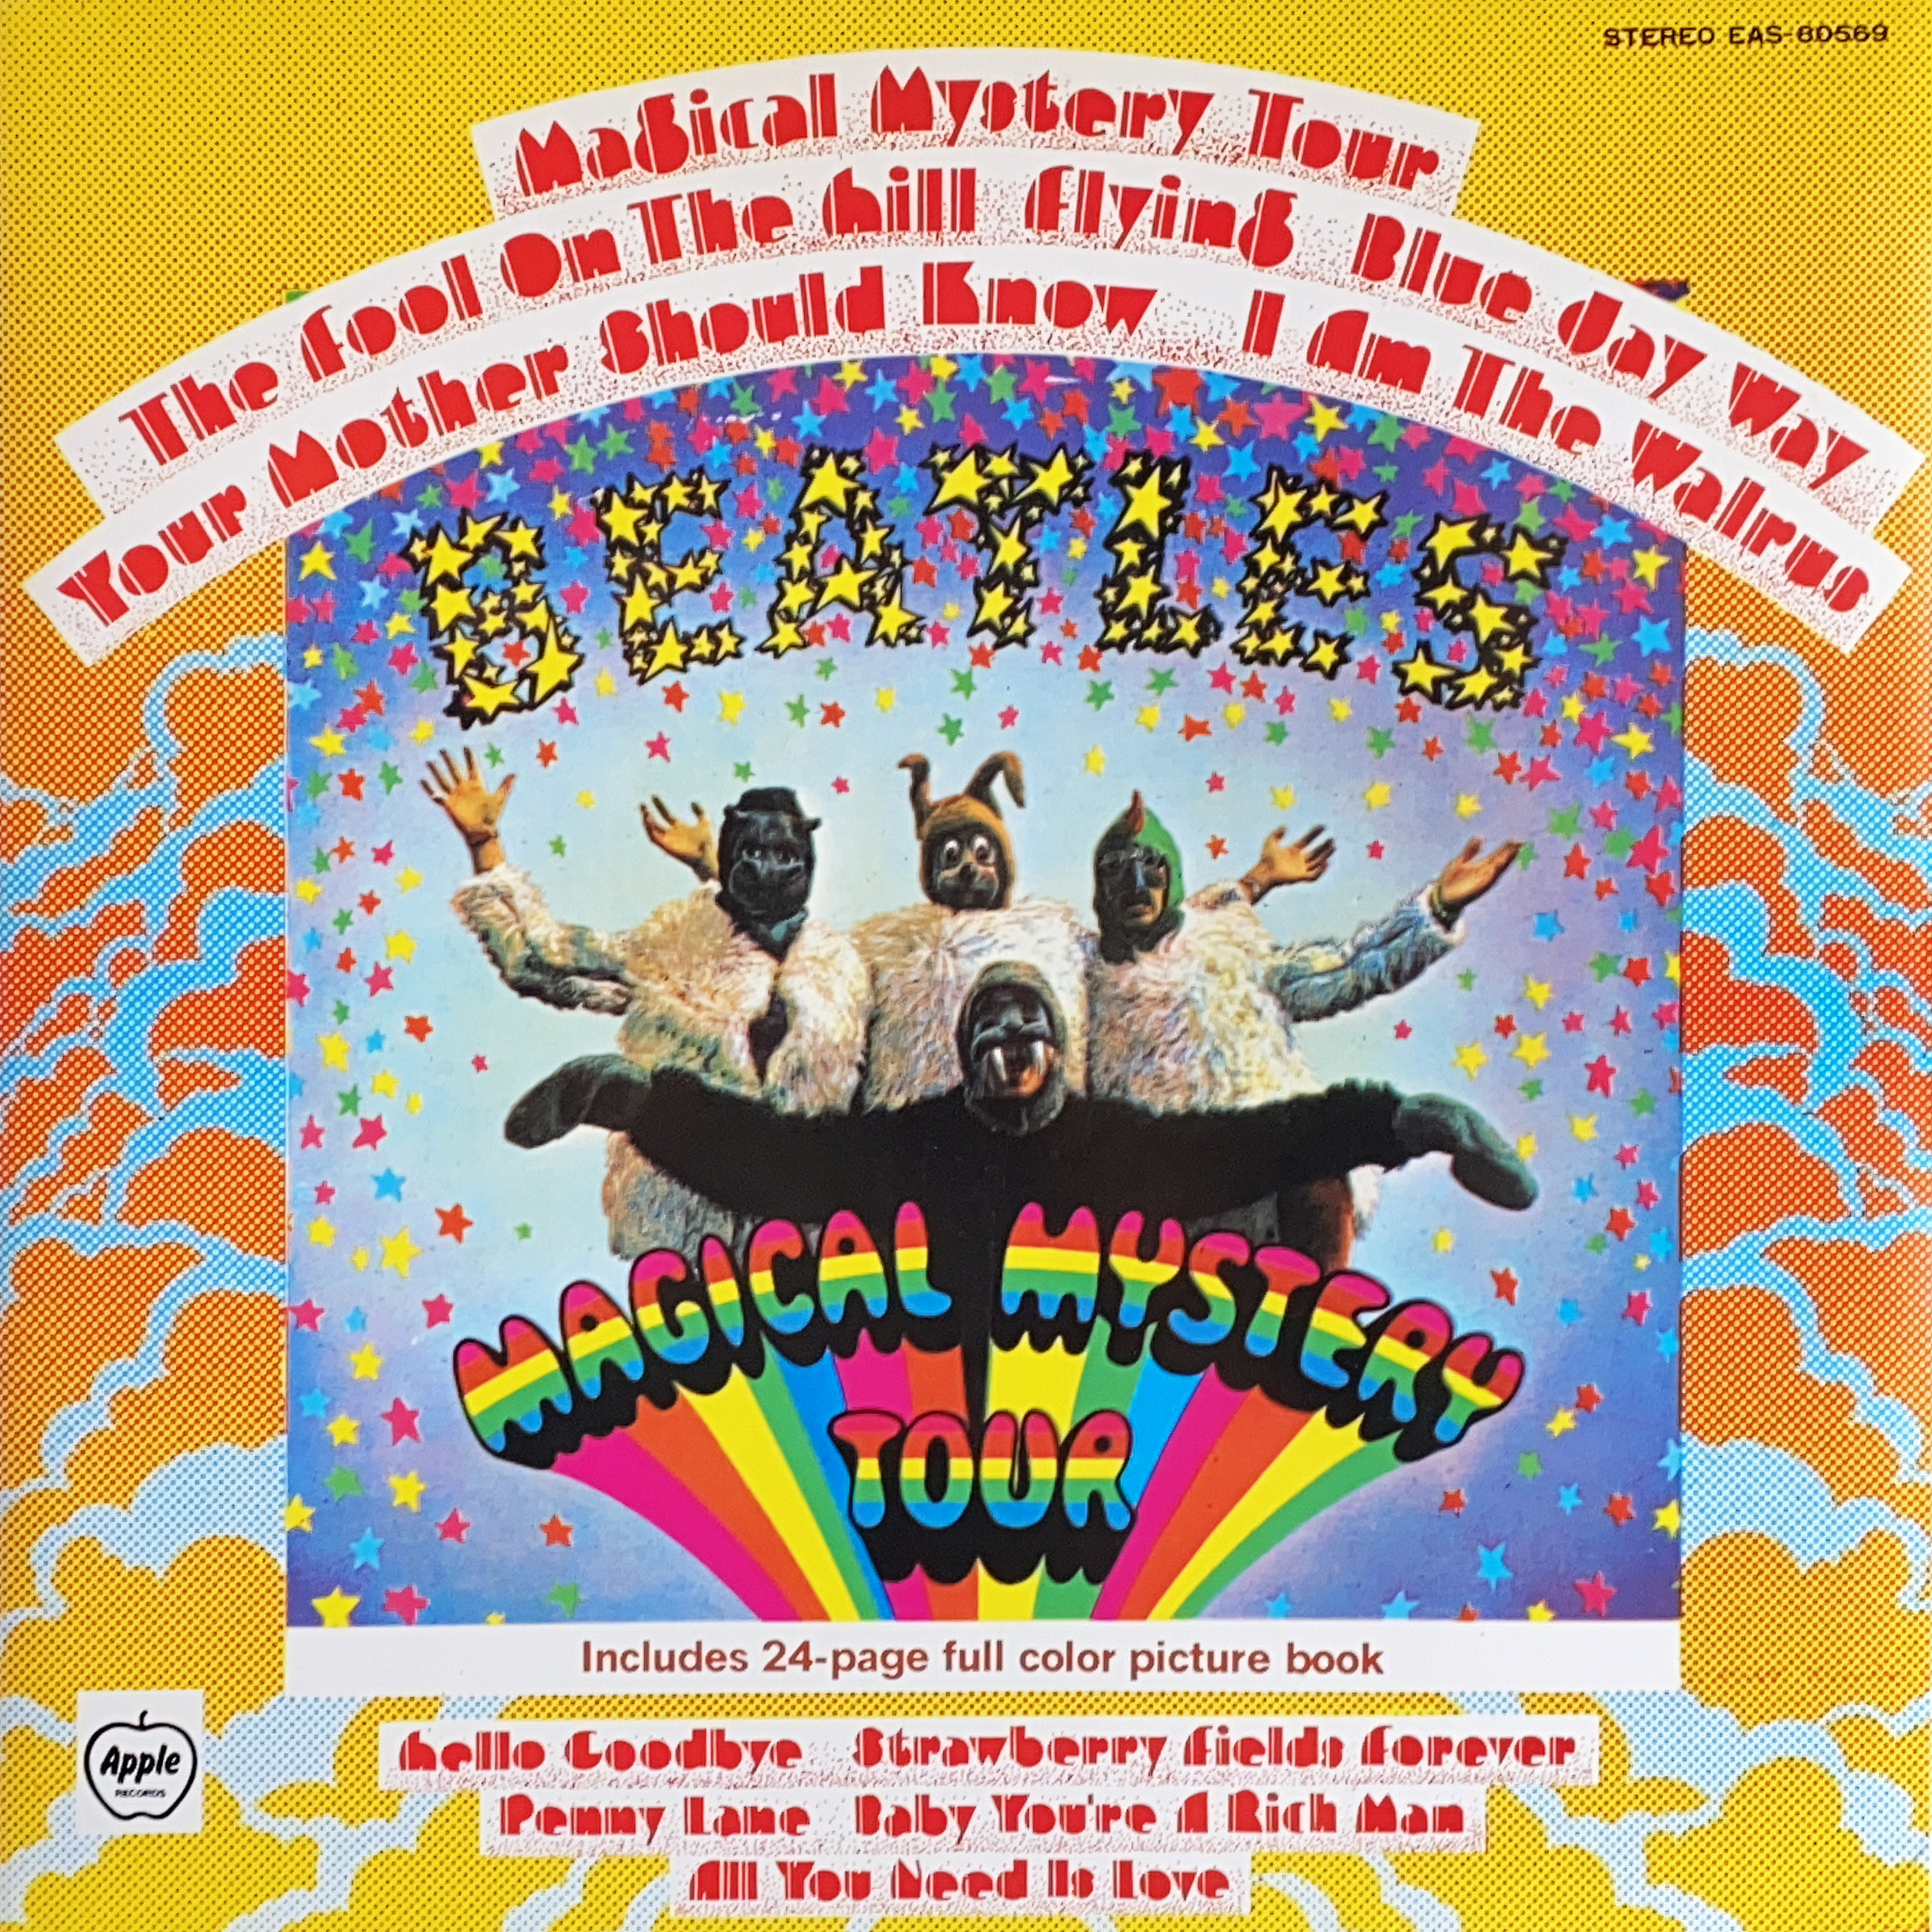 STEREO EAS-80569
Magical Mystery Tour
The Fool On The Hill Flying Blue Jay Way
Your Mother Should Know I Am The Walrus
BEATLES
MAGICAL MYSTERY
TOUR
Includes 24-page full color picture book
Apple
RECORDS
Hello Goodbye Strawberry Fields Forever
Penny Lane Baby You're A Rich Man
All You Need Is Love